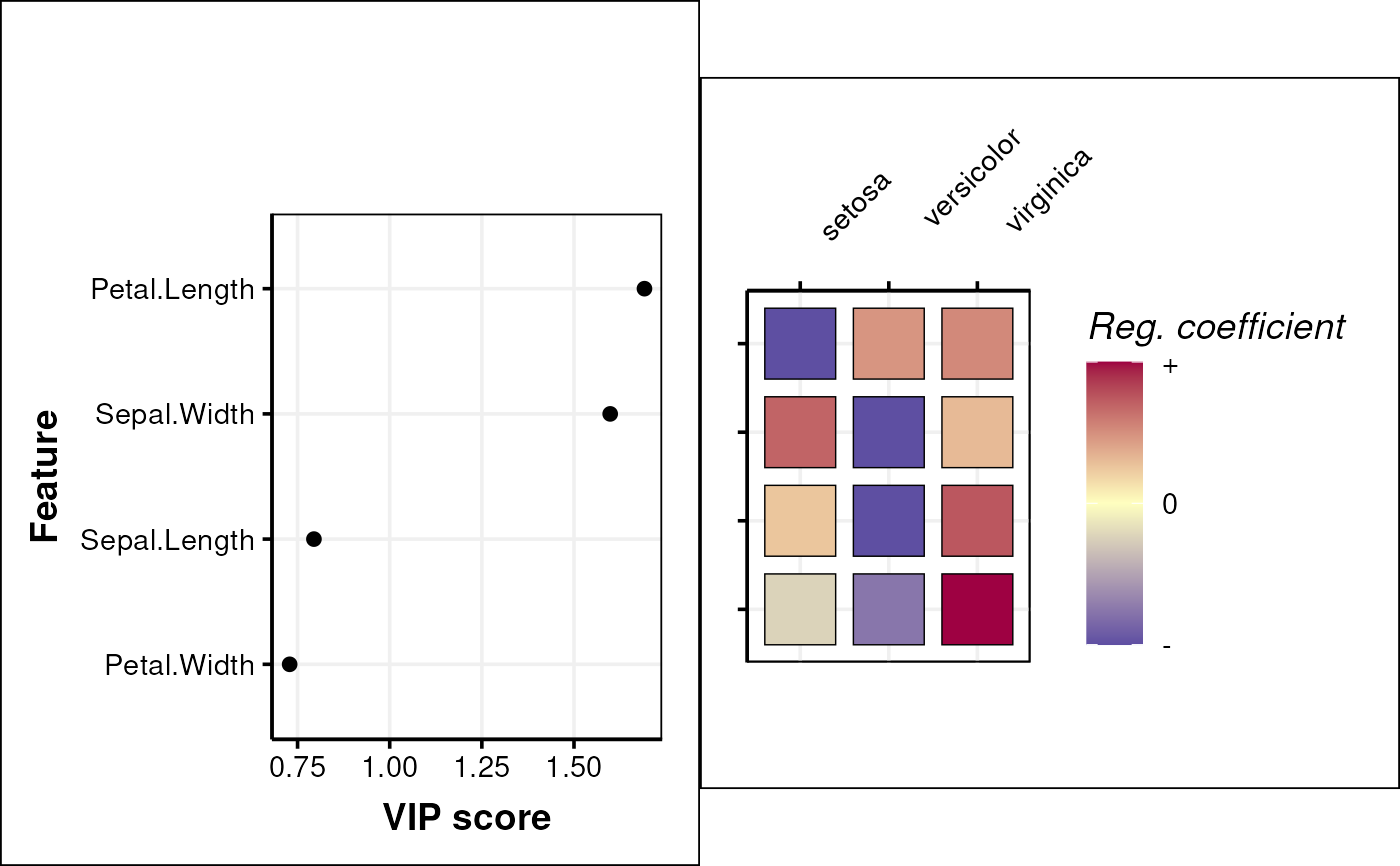 Feature
Petal.Length
Sepal.Width
Sepal.Length
Petal.Width
0.75 1.00 1.25 1.50
VIP score
setosa versicolor virginica
Reg. coefficient
+
0
-